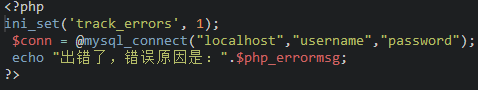 <?php
ini_set('track_errors', 1);
$conn = @mysql_connect("localhost","username","password");
echo "出错了，错误原因是：".$php_errormsg;
?>